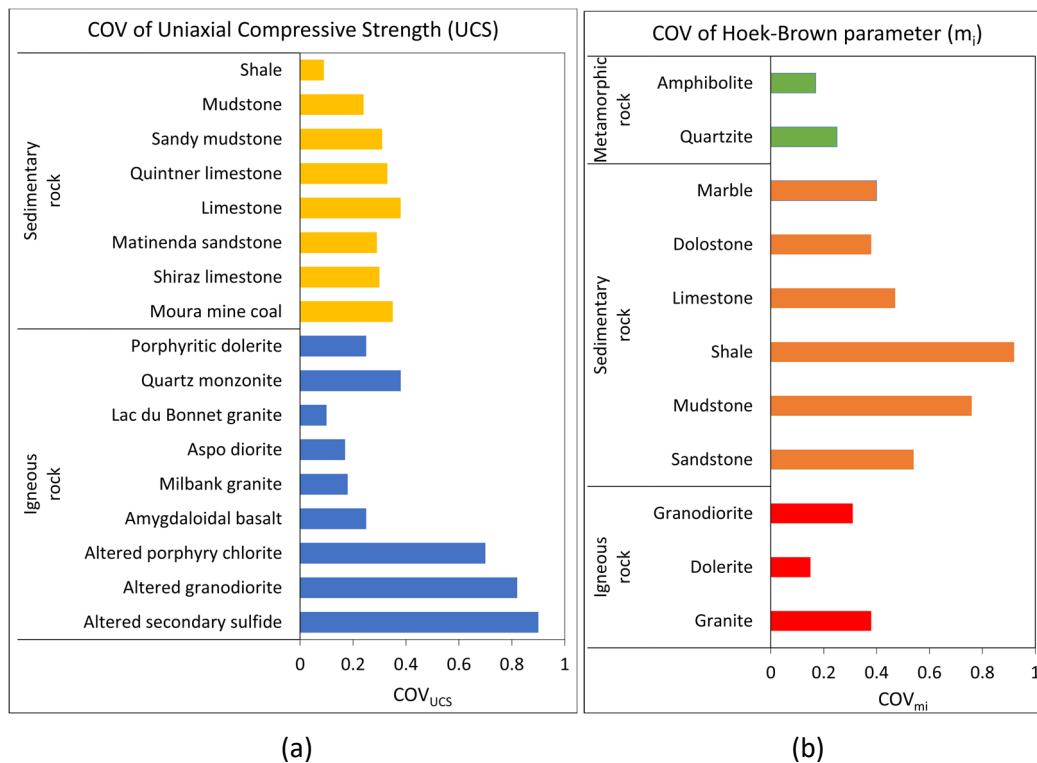 COV of Uniaxial Compressive Strength (UCS)
Sedimentary
rock
Shale
Mudstone
Sandy mudstone
Quintner limestone
Limestone
Matinenda sandstone
Shiraz limestone
Moura mine coal
Igneous
rock
Porphyritic dolerite
Quartz monzonite
Lac du Bonnet granite
Aspo diorite
Milbank granite
Amygdaloidal basalt
Altered porphyry chlorite
Altered granodiorite
Altered secondary sulfide
0 0.2 0.4 0.6 0.8 1
COV_UCS
(a)
COV of Hoek-Brown parameter (m_i)
Metamorphic
rock
Amphibolite
Quartzite
Sedimentary
rock
Marble
Dolostone
Limestone
Shale
Mudstone
Sandstone
Igneous
rock
Granodiorite
Dolerite
Granite
0 0.2 0.4 0.6 0.8 1
COV_mi
(b)